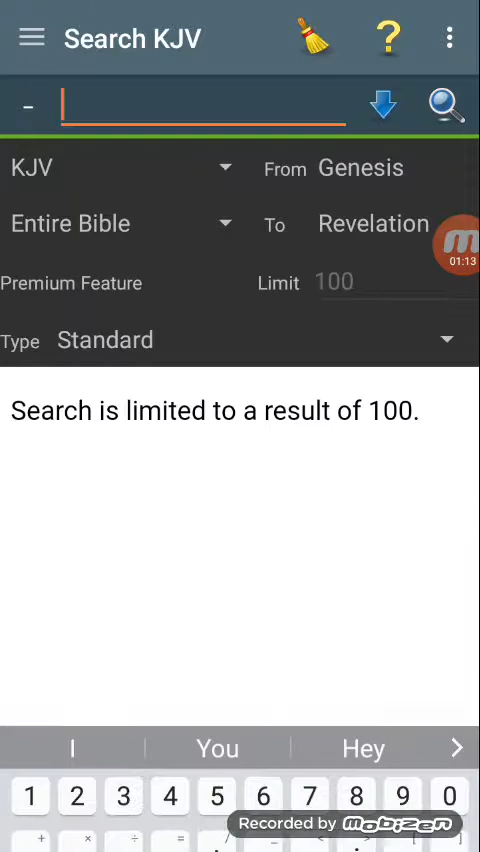 Search KJV
?
-
KJV From Genesis
Entire Bible To Revelation
01:13
Premium Feature Limit 100
Type Standard
Search is limited to a result of 100.
I You Hey
1 2 3 4 5 6 7 8 9 0
+ × ÷ = / _ < > [ ]
Recorded by mobizen